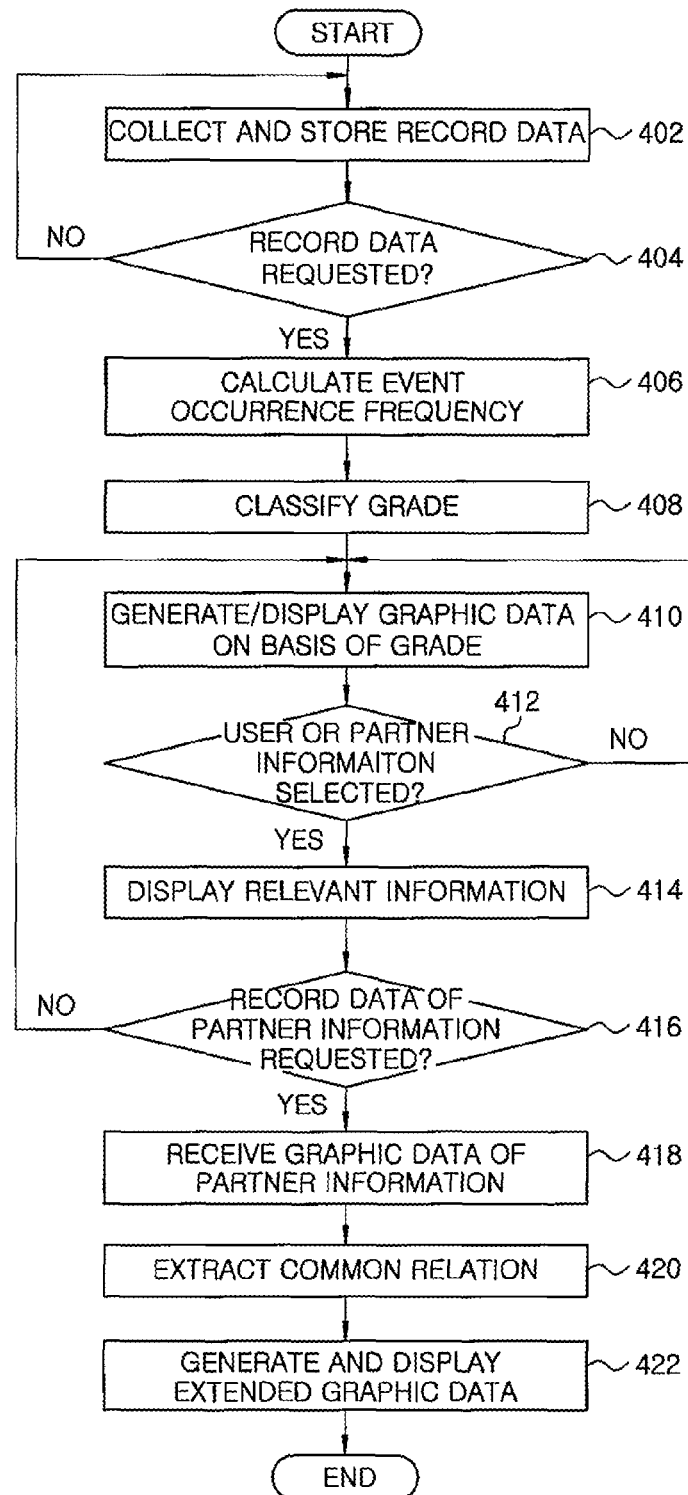 START
COLLECT AND STORE RECORD DATA
402
RECORD DATA
REQUESTED?
404
NO
YES
CALCULATE EVENT
OCCURRENCE FREQUENCY
406
CLASSIFY GRADE
408
GENERATE/DISPLAY GRAPHIC DATA
ON BASIS OF GRADE
410
412
USER OR PARTNER
INFORMAITON
SELECTED?
NO
YES
DISPLAY RELEVANT INFORMATION
414
NO
RECORD DATA OF
PARTNER INFORMATION
REQUESTED?
416
YES
RECEIVE GRAPHIC DATA OF
PARTNER INFORMATION
418
EXTRACT COMMON RELATION
420
GENERATE AND DISPLAY
EXTENDED GRAPHIC DATA
422
END